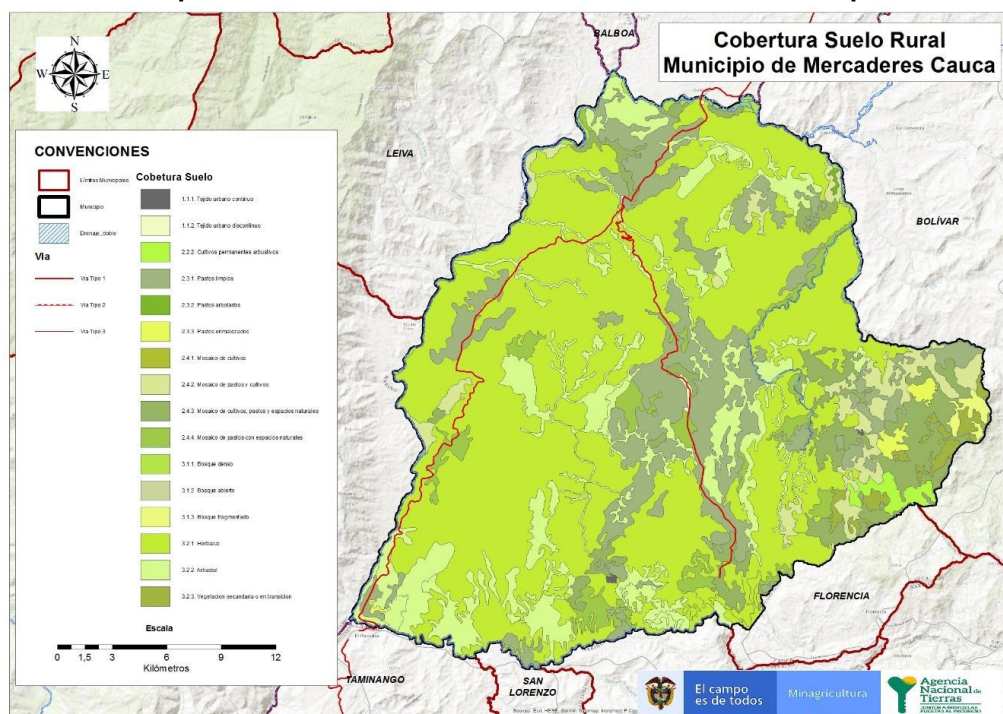 Cobertura Suelo Rural
Municipio de Mercaderes Cauca
N
W E
S
BALBOA
LEIVA
BOLÍVAR
FLORENCIA
SAN
LORENZO
TAMINANGO
El Remolino
CONVENCIONES
Límites Municipales
Municipio
Drenaje_doble
Via
Via Tipo 1
Via Tipo 2
Via Tipo 3
Cobetura Suelo
1.1.1. Tejido urbano continuo
1.1.2. Tejido urbano discontinuo
2.2.2. Cultivos permanentes arbustivos
2.3.1. Pastos limpios
2.3.2. Pastos arbolados
2.3.3. Pastos enmalezados
2.4.1. Mosaico de cultivos
2.4.2. Mosaico de pastos y cultivos
2.4.3. Mosaico de cultivos, pastos y espacios naturales
2.4.4. Mosaico de pastos con espacios naturales
3.1.1. Bosque denso
3.1.2. Bosque abierto
3.1.3. Bosque fragmentado
3.2.1. Herbazal
3.2.2. Arbustal
3.2.3. Vegetacion secundaria o en transicion
Escala
0 1,5 3 6 9 12
Kilómetros
El campo
es de todos
Minagricultura
Agencia
Nacional de
Tierras